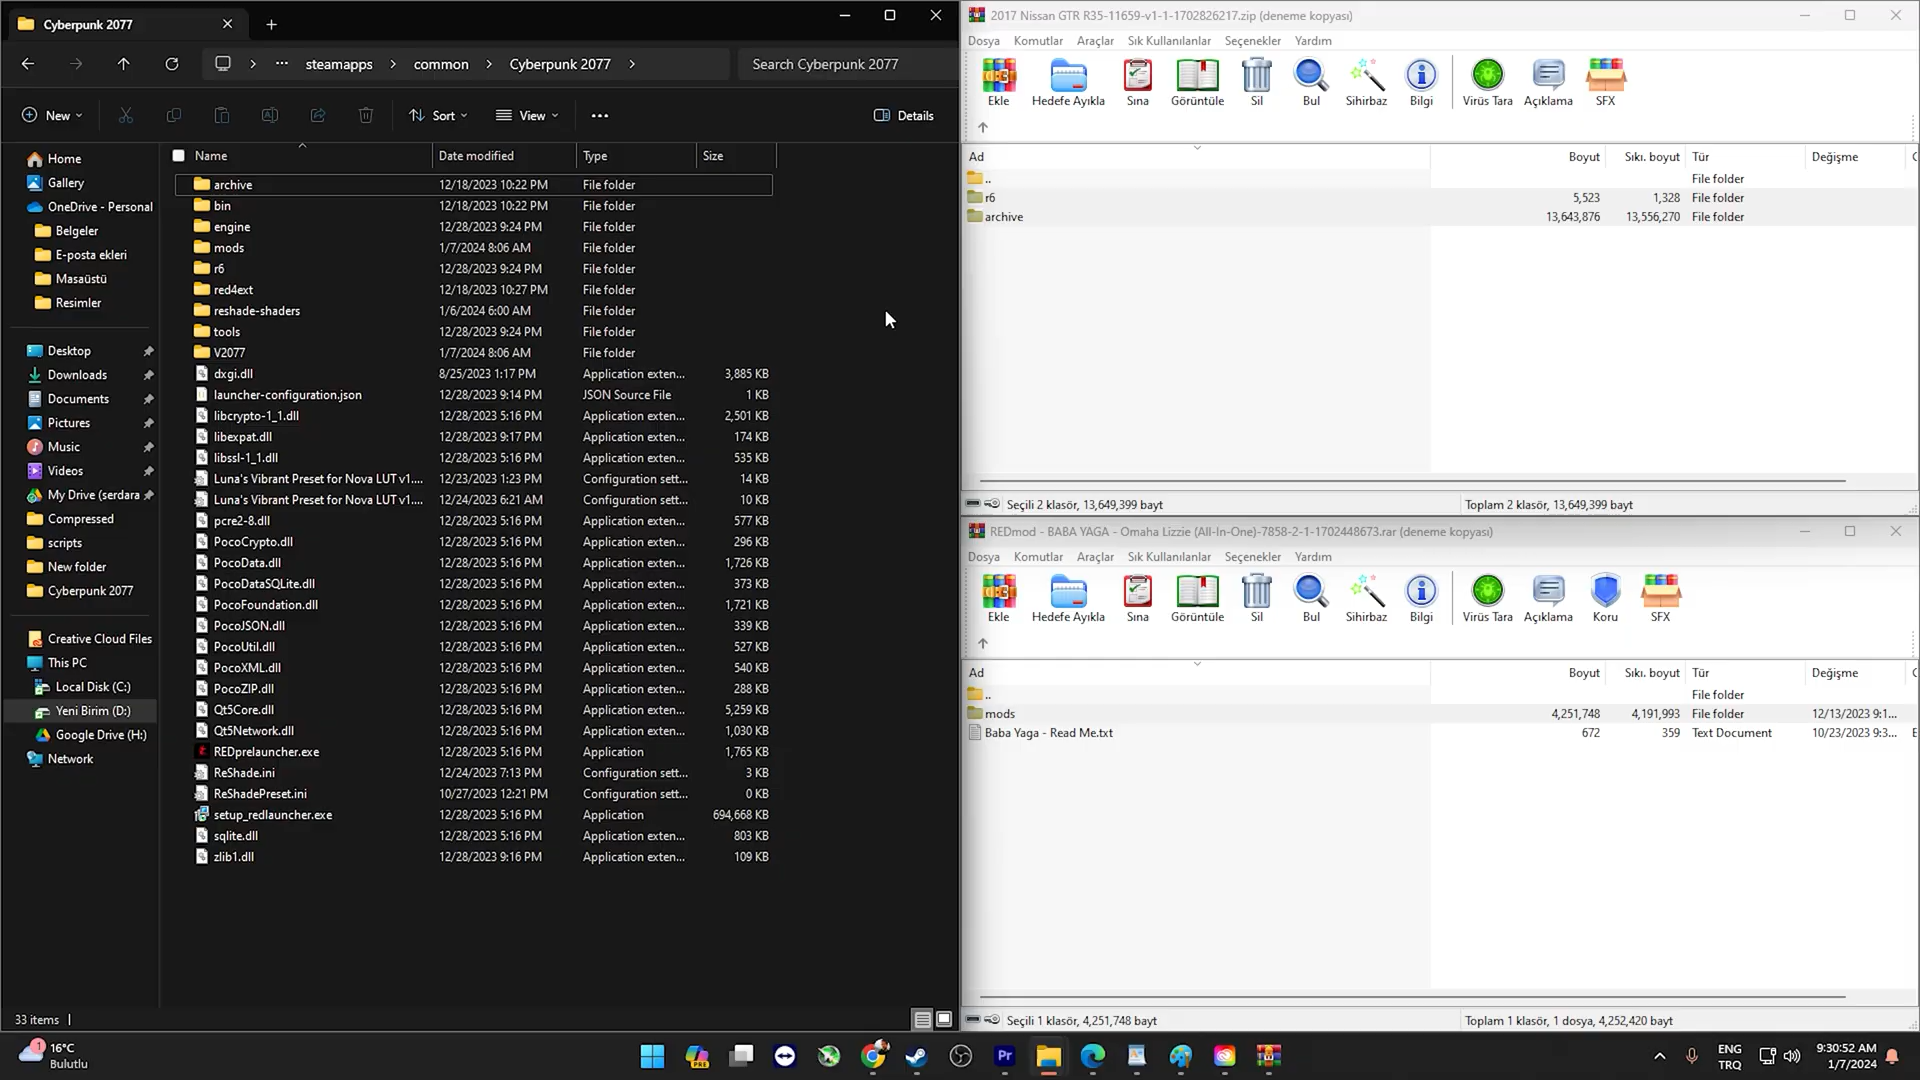 Cyberpunk 2077
steamapps
common
Cyberpunk 2077
Search Cyberpunk 2077
New
Sort
View
Details
Name
Date modified
Type
Size
Home
Gallery
OneDrive - Personal
Belgeler
E-posta ekleri
Masaüstü
Resimler
Desktop
Downloads
Documents
Pictures
Music
Videos
My Drive (serdara
Compressed
scripts
New folder
Cyberpunk 2077
Creative Cloud Files
This PC
Local Disk (C:)
Yeni Birim (D:)
Google Drive (H:)
Network
archive 12/18/2023 10:22 PM File folder
bin 12/18/2023 10:22 PM File folder
engine 12/28/2023 9:24 PM File folder
mods 1/7/2024 8:06 AM File folder
r6 12/28/2023 9:24 PM File folder
red4ext 12/18/2023 10:27 PM File folder
reshade-shaders 1/6/2024 6:00 AM File folder
tools 12/28/2023 9:24 PM File folder
V2077 1/7/2024 8:06 AM File folder
dxgi.dll 8/25/2023 1:17 PM Application exten... 3,885 KB
launcher-configuration.json 12/28/2023 9:14 PM JSON Source File 1 KB
libcrypto-1_1.dll 12/28/2023 5:16 PM Application exten... 2,501 KB
libexpat.dll 12/28/2023 9:17 PM Application exten... 174 KB
libssl-1_1.dll 12/28/2023 5:16 PM Application exten... 535 KB
Luna's Vibrant Preset for Nova LUT v1.... 12/23/2023 1:23 PM Configuration sett... 14 KB
Luna's Vibrant Preset for Nova LUT v1.... 12/24/2023 6:21 AM Configuration sett... 10 KB
pcre2-8.dll 12/28/2023 5:16 PM Application exten... 577 KB
PocoCrypto.dll 12/28/2023 5:16 PM Application exten... 296 KB
PocoData.dll 12/28/2023 5:16 PM Application exten... 1,726 KB
PocoDataSQLite.dll 12/28/2023 5:16 PM Application exten... 373 KB
PocoFoundation.dll 12/28/2023 5:16 PM Application exten... 1,721 KB
PocoJSON.dll 12/28/2023 5:16 PM Application exten... 339 KB
PocoUtil.dll 12/28/2023 5:16 PM Application exten... 527 KB
PocoXML.dll 12/28/2023 5:16 PM Application exten... 540 KB
PocoZIP.dll 12/28/2023 5:16 PM Application exten... 288 KB
Qt5Core.dll 12/28/2023 5:16 PM Application exten... 5,259 KB
Qt5Network.dll 12/28/2023 5:16 PM Application exten... 1,030 KB
REDprelauncher.exe 12/28/2023 5:16 PM Application 1,765 KB
ReShade.ini 12/24/2023 7:13 PM Configuration sett... 3 KB
ReShadePreset.ini 10/27/2023 12:21 PM Configuration sett... 0 KB
setup_redlauncher.exe 12/28/2023 5:16 PM Application 694,668 KB
sqlite.dll 12/28/2023 5:16 PM Application exten... 803 KB
zlib1.dll 12/28/2023 9:16 PM Application exten... 109 KB
33 items
2017 Nissan GTR R35-11659-v1-1-1702826217.zip (deneme kopyası)
Dosya Komutlar Araçlar Sık Kullanılanlar Seçenekler Yardım
Ekle Hedefe Ayıkla Sına Görüntüle Sil Bul Sihirbaz Bilgi Virüs Tara Açıklama SFX
Ad Boyut Sıkı. boyut Tür Değişme
.. File folder
r6 5,523 1,328 File folder
archive 13,643,876 13,556,270 File folder
Seçili 2 klasör, 13,649,399 bayt
Toplam 2 klasör, 13,649,399 bayt
REDmod - BABA YAGA - Omaha Lizzie (All-In-One)-7858-2-1-1702448673.rar (deneme kopyası)
Dosya Komutlar Araçlar Sık Kullanılanlar Seçenekler Yardım
Ekle Hedefe Ayıkla Sına Görüntüle Sil Bul Sihirbaz Bilgi Virüs Tara Açıklama Koru SFX
Ad Boyut Sıkı. boyut Tür Değişme
.. File folder
mods 4,251,748 4,191,993 File folder 12/13/2023 9:1...
Baba Yaga - Read Me.txt 672 359 Text Document 10/23/2023 9:3...
Seçili 1 klasör, 4,251,748 bayt
Toplam 1 klasör, 1 dosya, 4,252,420 bayt
1
16°C
Bulutlu
PRE
Pr
ENG
TRQ
9:30:52 AM
1/7/2024